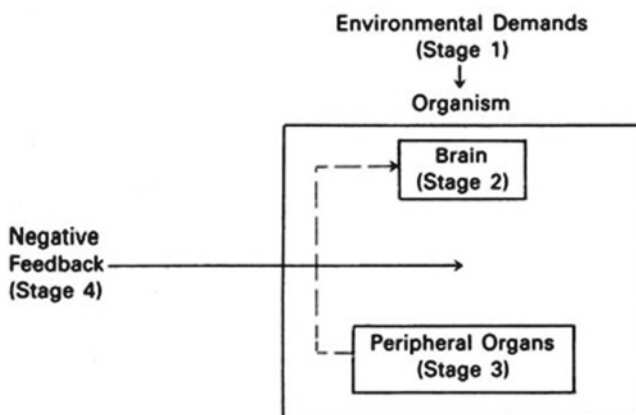 Environmental Demands
(Stage 1)
Organism
Brain
(Stage 2)
Negative
Feedback
(Stage 4)
Peripheral Organs
(Stage 3)